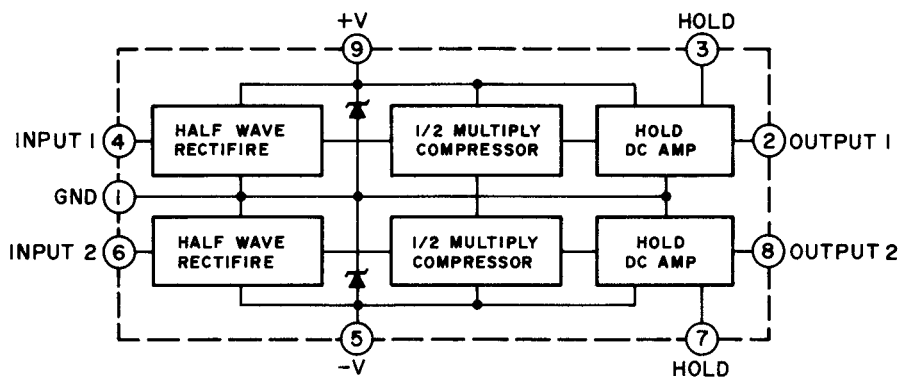 +V
HOLD
9
3
INPUT 1
4
HALF WAVE
RECTIFIRE
1/2 MULTIPLY
COMPRESSOR
HOLD
DC AMP
2
OUTPUT 1
GND
1
INPUT 2
6
HALF WAVE
RECTIFIRE
1/2 MULTIPLY
COMPRESSOR
HOLD
DC AMP
8
OUTPUT 2
5
7
-V
HOLD